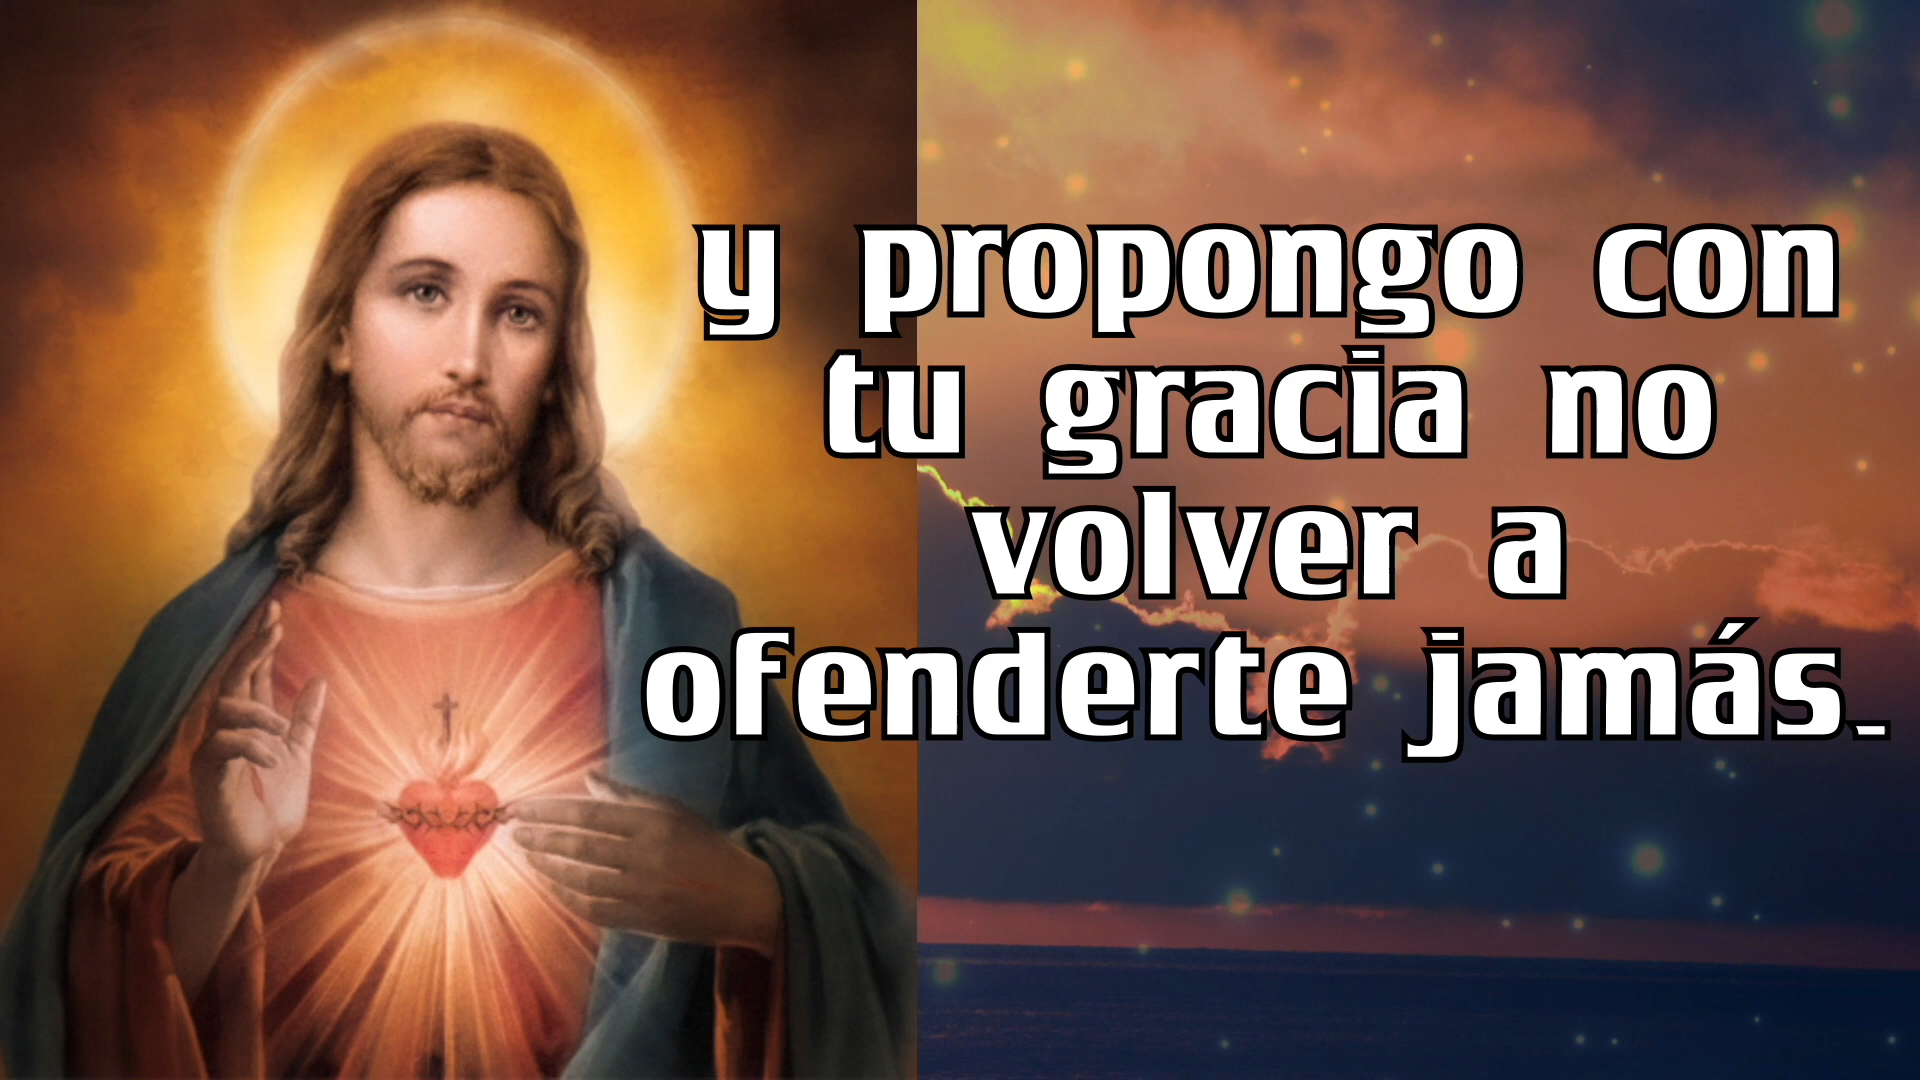 y propongo con
tu gracia no
volver a
ofenderte jamás.